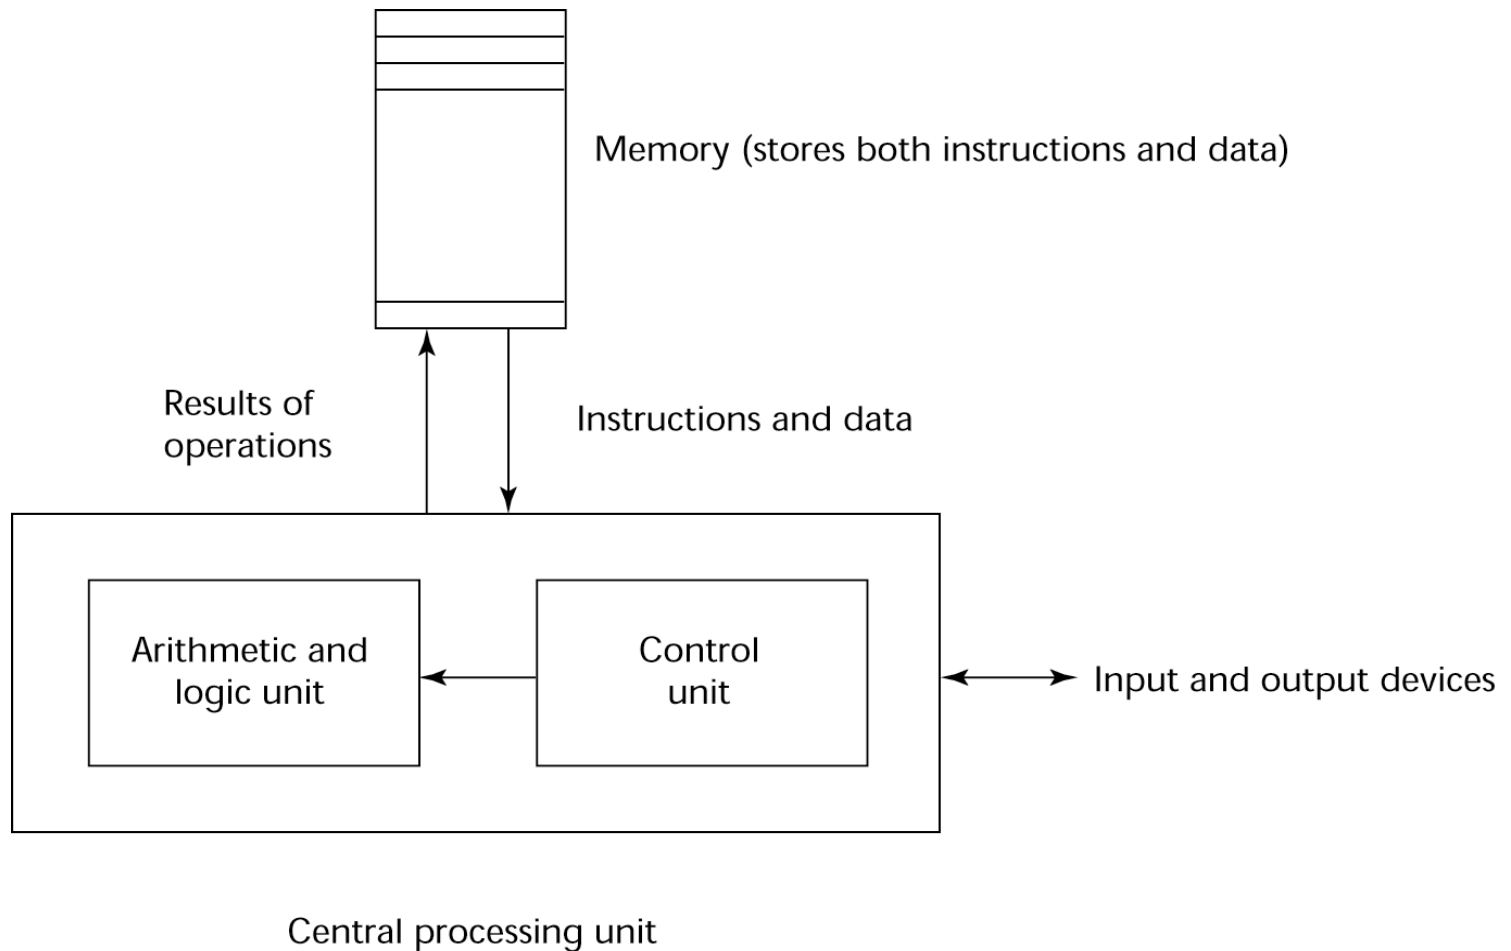 Memory (stores both instructions and data)
Results of
operations
Instructions and data
Arithmetic and
logic unit
Control
unit
Input and output devices
Central processing unit